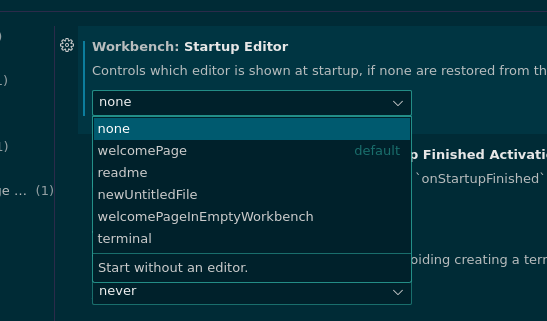 )
Workbench: Startup Editor
Controls which editor is shown at startup, if none are restored from th
1)
none
none
welcomePage default
1)
p Finished Activatio
readme
`onStartupFinished`
ge ... (1)
newUntitledFile
welcomePageInEmptyWorkbench
terminal
oiding creating a term
Start without an editor.
never